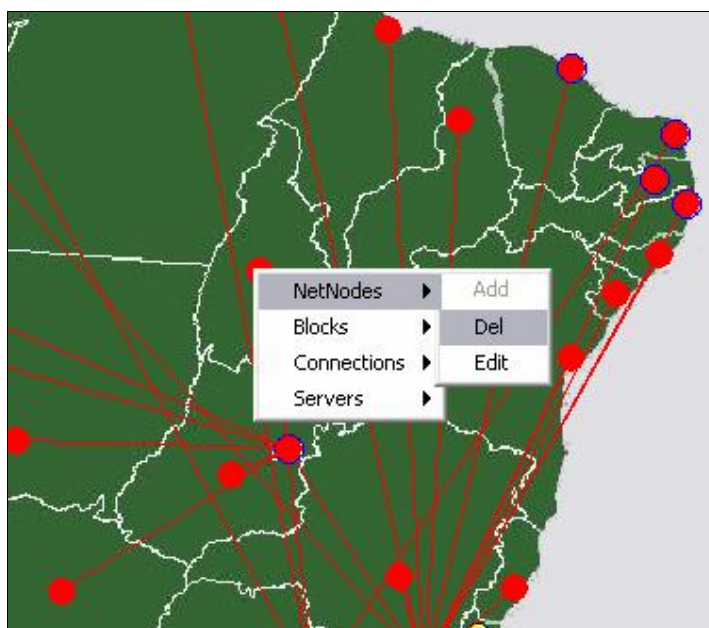 NetNodes
Blocks
Connections
Servers
Add
Del
Edit